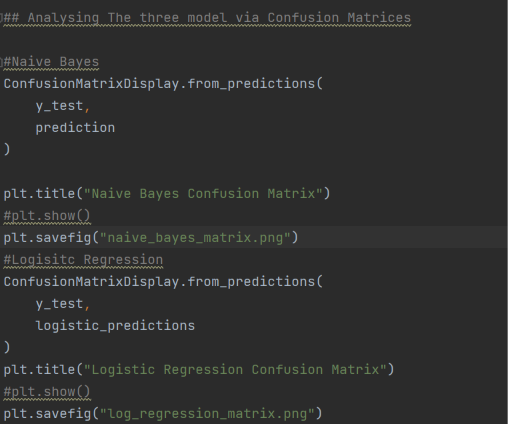 ## Analysing The three model via Confusion Matrices
#Naive Bayes
ConfusionMatrixDisplay.from_predictions(
    y_test,
    prediction
)
plt.title("Naive Bayes Confusion Matrix")
#plt.show()
plt.savefig("naive_bayes_matrix.png")
#Logisitc Regression
ConfusionMatrixDisplay.from_predictions(
    y_test,
    logistic_predictions
)
plt.title("Logistic Regression Confusion Matrix")
#plt.show()
plt.savefig("log_regression_matrix.png")